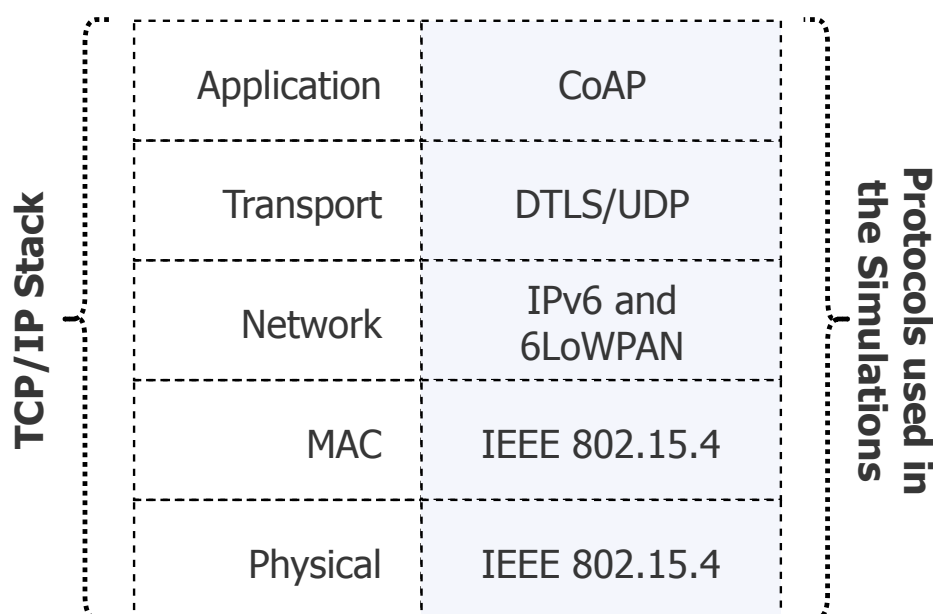 TCP/IP Stack
Application
CoAP
Transport
DTLS/UDP
Network
IPv6 and
6LoWPAN
MAC
IEEE 802.15.4
Physical
IEEE 802.15.4
Protocols used in
the Simulations